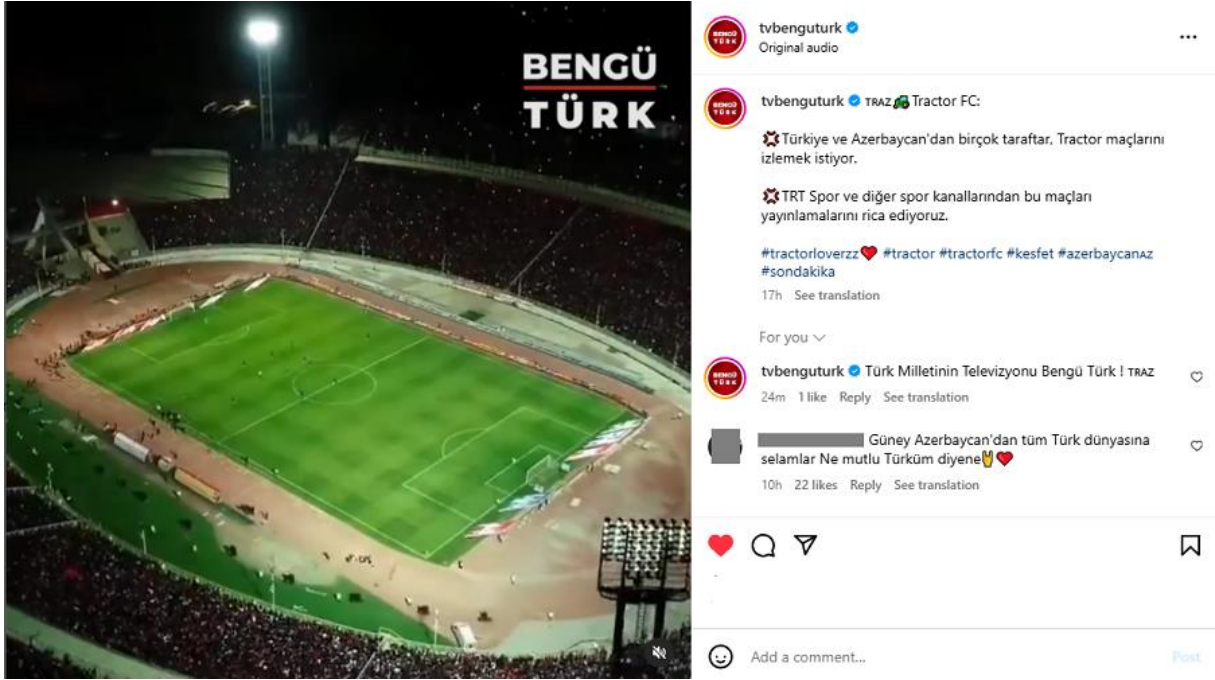 BENGÜ
TÜRK
tvbenguturk
Original audio
tvbenguturk TRAZ🚜Tractor FC:
💢Türkiye ve Azerbaycan'dan birçok taraftar, Tractor maçlarını
izlemek istiyor.
💢TRT Spor ve diğer spor kanallarından bu maçları
yayınlamalarını rica ediyoruz.
#tractorloverzz❤️ #tractor #tractorfc #kesfet #azerbaycanAZ
#sondakika
17h See translation
For you
tvbenguturk Türk Milletinin Televizyonu Bengü Türk ! TRAZ
24m 1 like Reply See translation
Güney Azerbaycan'dan tüm Türk dünyasına
selamlar Ne mutlu Türküm diyene🤘❤️
10h 22 likes Reply See translation
Add a comment...
Post